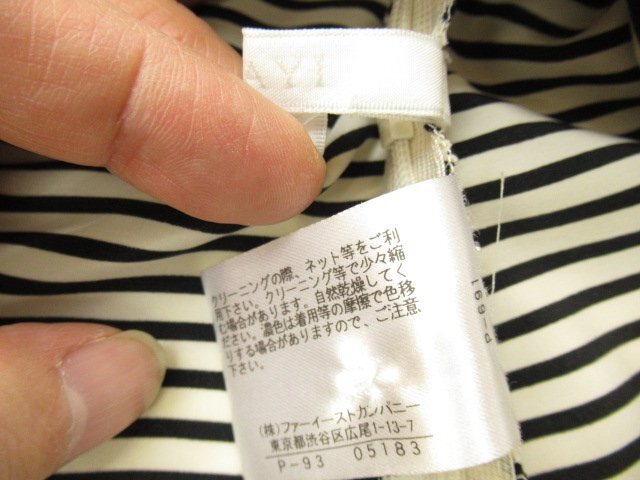 AYI
クリーニングの際、ネット等をご利
用下さい。クリーニング等で少々縮
む場合があります。自然乾燥してく
ださい。濃色は着用等の摩擦で色移
りする場合がありますので、ご注意
(株)ファーイーストカンパニー
東京都渋谷区広尾1-13-7
P-93 05183